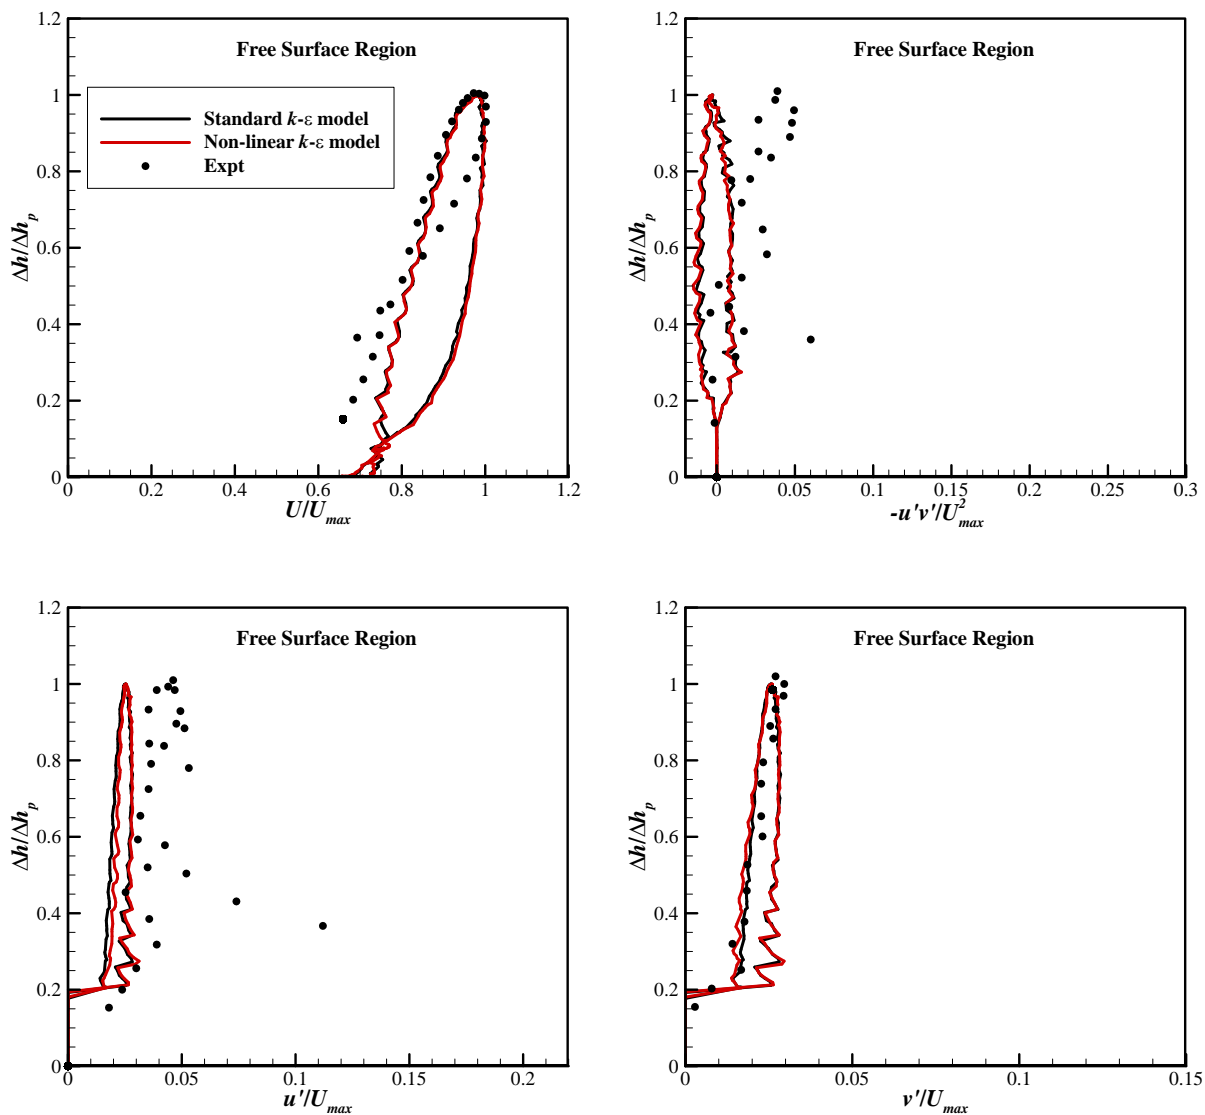 Free Surface Region
Standard k-ε model
Non-linear k-ε model
Expt
Δh/Δh_p
1.2
1
0.8
0.6
0.4
0.2
0
0 0.2 0.4 0.6 0.8 1 1.2
U/U_max
Free Surface Region
Δh/Δh_p
1.2
1
0.8
0.6
0.4
0.2
0
0 0.05 0.1 0.15 0.2 0.25 0.3
-u'v'/U²_max
Free Surface Region
Δh/Δh_p
1.2
1
0.8
0.6
0.4
0.2
0
0 0.05 0.1 0.15 0.2
u'/U_max
Free Surface Region
Δh/Δh_p
1.2
1
0.8
0.6
0.4
0.2
0
0 0.05 0.1 0.15
v'/U_max